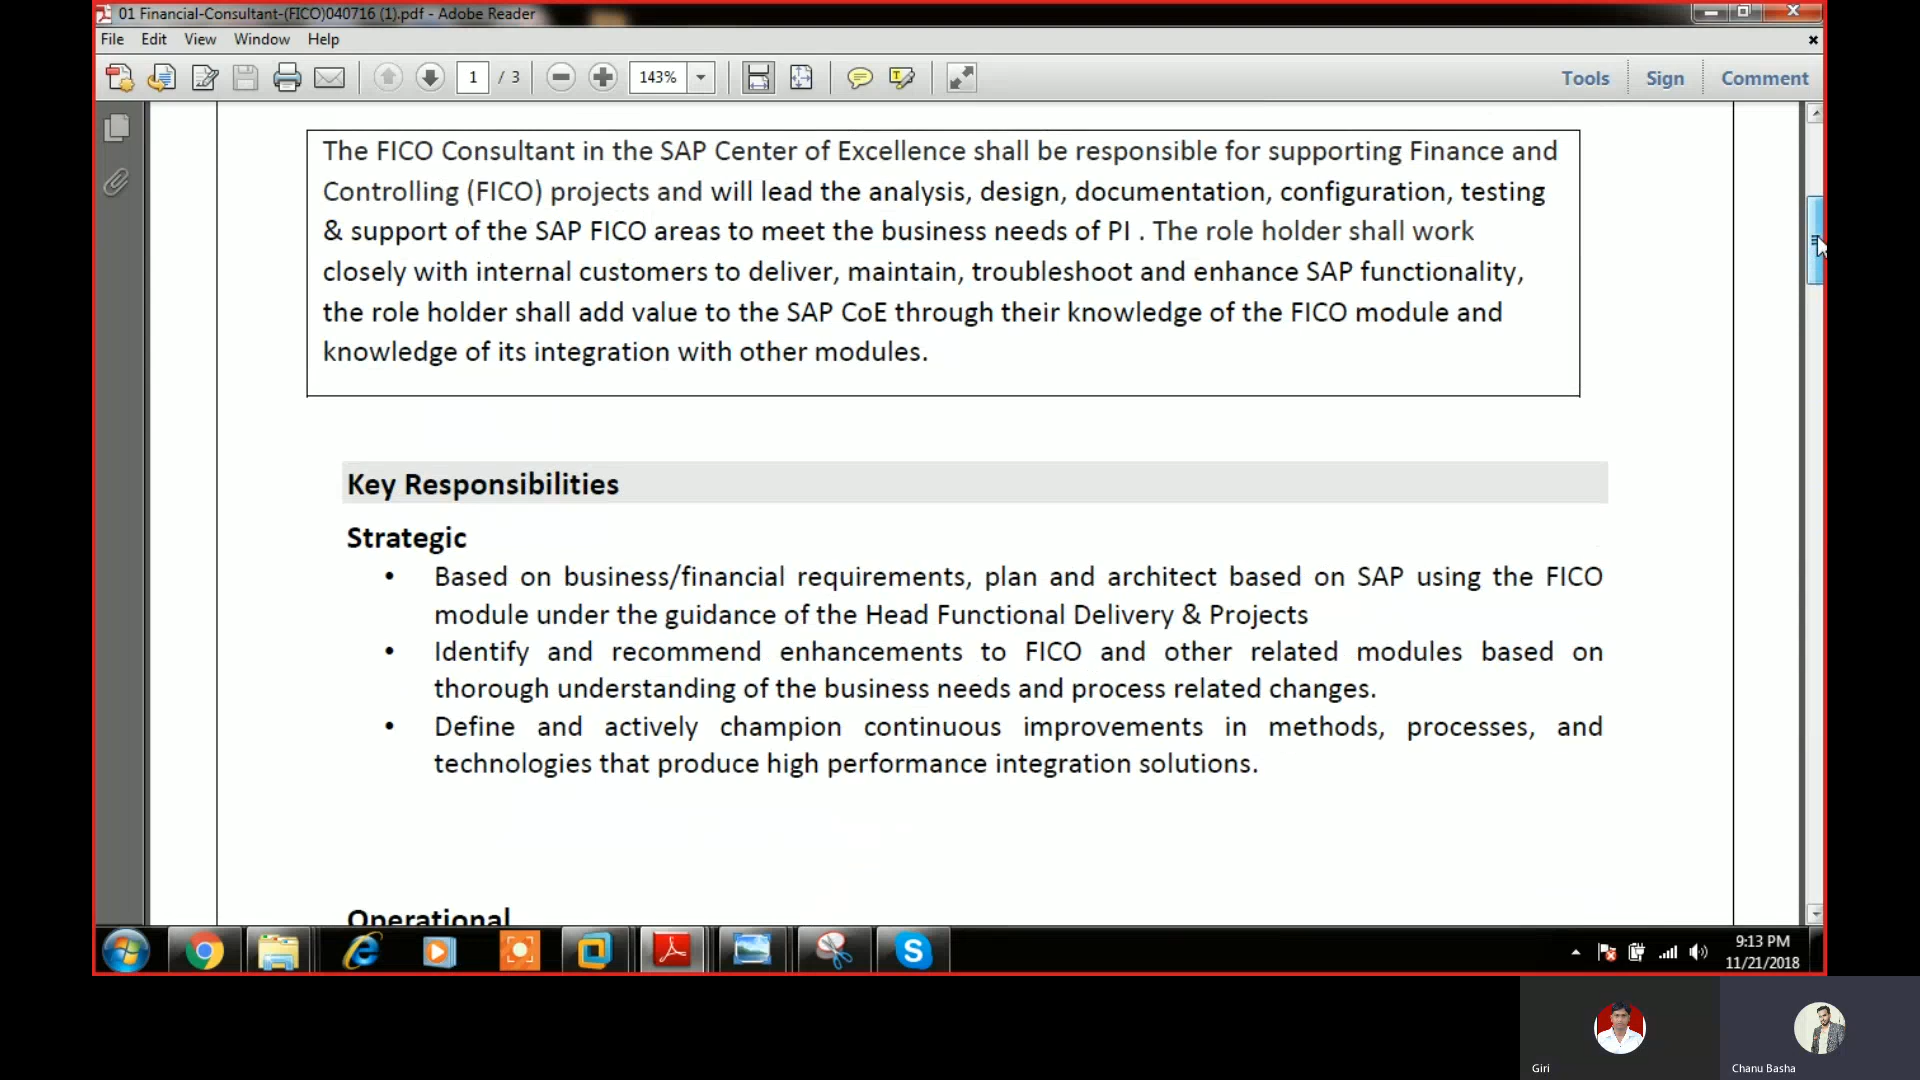 01 Financial-Consultant-(FICO)040716 (1).pdf - Adobe Reader
File Edit View Window Help
1 / 3 143% Tools Sign Comment
The FICO Consultant in the SAP Center of Excellence shall be responsible for supporting Finance and
Controlling (FICO) projects and will lead the analysis, design, documentation, configuration, testing
& support of the SAP FICO areas to meet the business needs of PI . The role holder shall work
closely with internal customers to deliver, maintain, troubleshoot and enhance SAP functionality,
the role holder shall add value to the SAP CoE through their knowledge of the FICO module and
knowledge of its integration with other modules.
Key Responsibilities
Strategic
• Based on business/financial requirements, plan and architect based on SAP using the FICO
module under the guidance of the Head Functional Delivery & Projects
• Identify and recommend enhancements to FICO and other related modules based on
thorough understanding of the business needs and process related changes.
• Define and actively champion continuous improvements in methods, processes, and
technologies that produce high performance integration solutions.
Operational
9:13 PM
11/21/2018
Giri
Chanu Basha